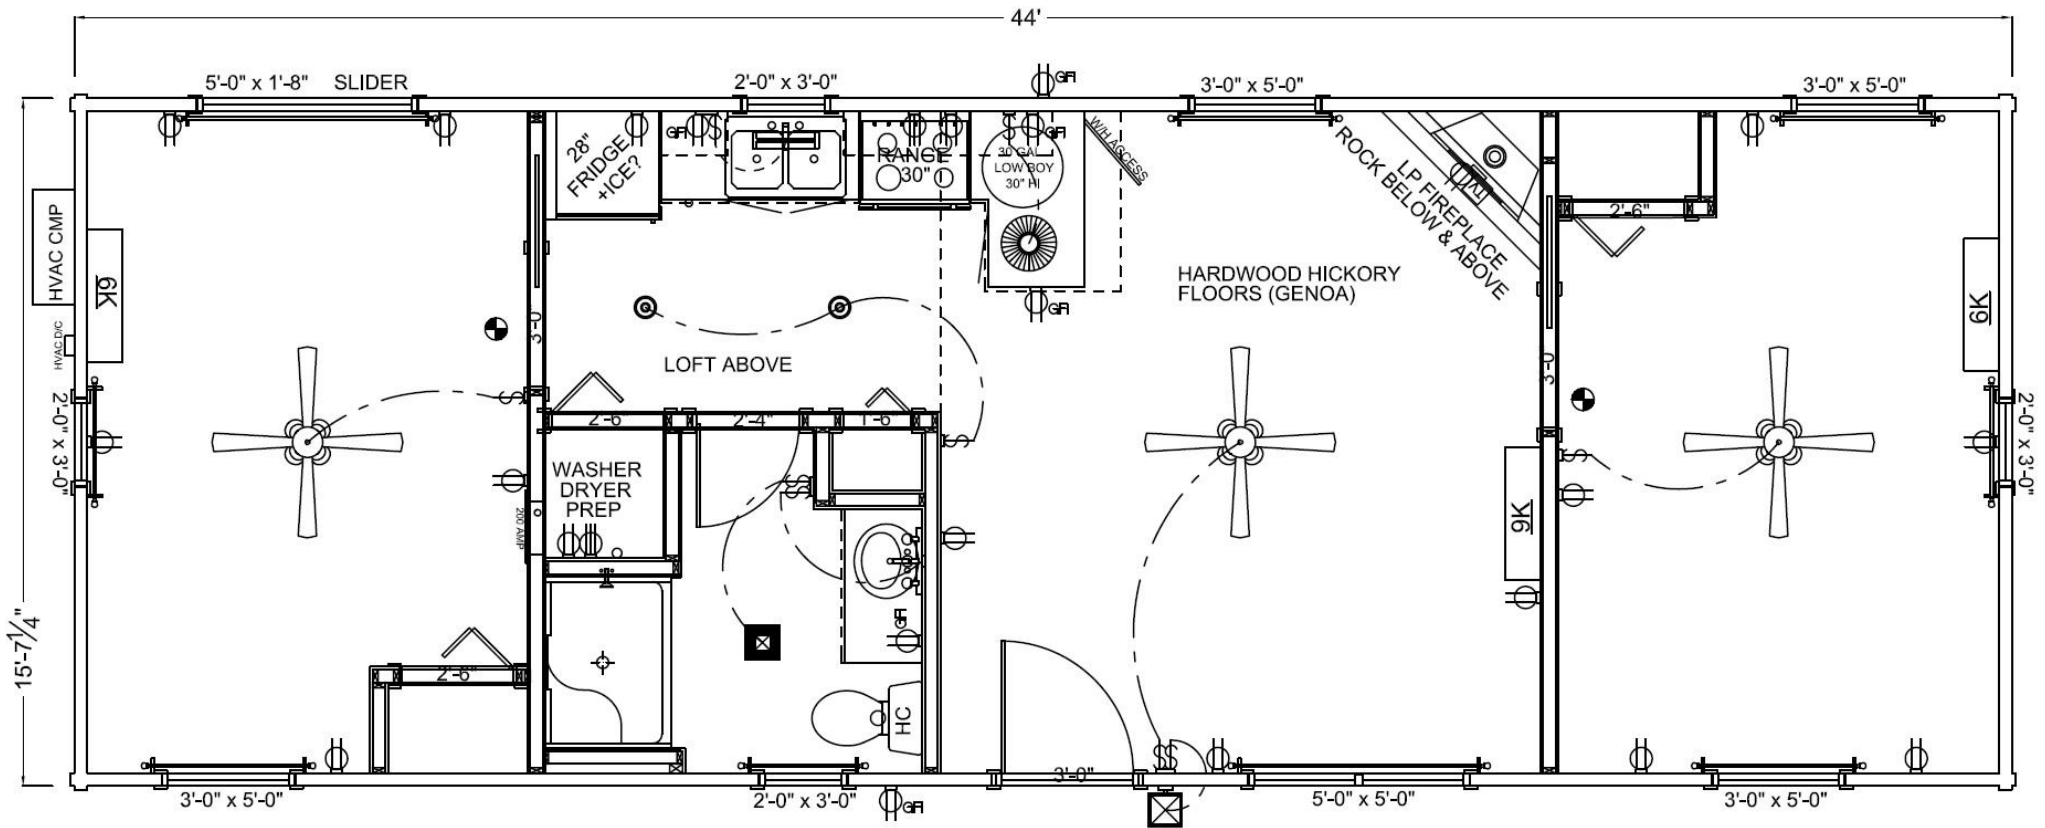 44'
5'-0" x 1'-8" SLIDER
2'-0" x 3'-0"
GFI
3'-0" x 5'-0"
3'-0" x 5'-0"
28"
FRIDGE
+ICE?
GFI
S
RANGE
30"
S
GFI
30 GAL
LOW BOY
30" HI
W/H ACCESS
TV
LP FIREPLACE
ROCK BELOW & ABOVE
2'-6"
HVAC CMP
6K
HVAC D/C
3'-0"
HARDWOOD HICKORY
FLOORS (GENOA)
GFI
6K
LOFT ABOVE
3'-0"
2'-0" x 3'-0"
S
2'-6"
2'-4"
1'-6"
S
S
2'-0" x 3'-0"
WASHER
DRYER
PREP
SS
200 AMP
9K
GFI
15'-7 1/4"
2'-6"
HC
SS
3'-0"
3'-0" x 5'-0"
2'-0" x 3'-0"
GFI
5'-0" x 5'-0"
3'-0" x 5'-0"